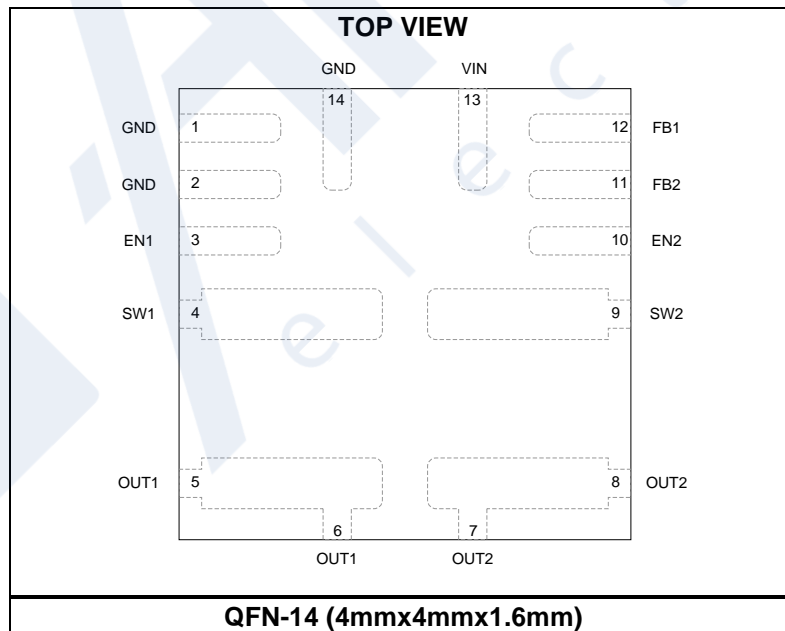 TOP VIEW
GND VIN
14 13
GND 1 12 FB1
GND 2 11 FB2
EN1 3 10 EN2
SW1 4 9 SW2
OUT1 5 8 OUT2
6 7
OUT1 OUT2
QFN-14 (4mmx4mmx1.6mm)